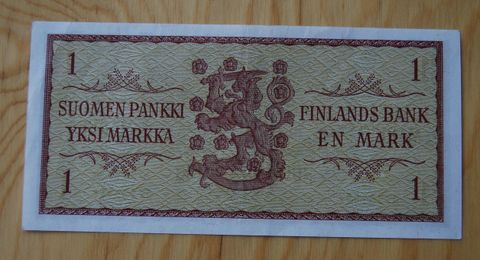 1
1
SUOMEN PANKKI
YKSI MARKKA
FINLANDS BANK
EN MARK
1
1